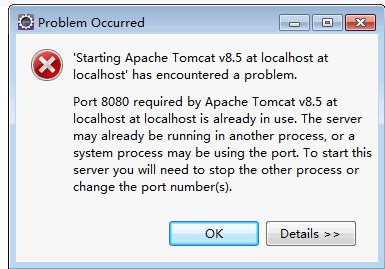 Problem Occurred
'Starting Apache Tomcat v8.5 at localhost at
localhost' has encountered a problem.
Port 8080 required by Apache Tomcat v8.5 at
localhost at localhost is already in use. The server
may already be running in another process, or a
system process may be using the port. To start this
server you will need to stop the other process or
change the port number(s).
OK
Details >>